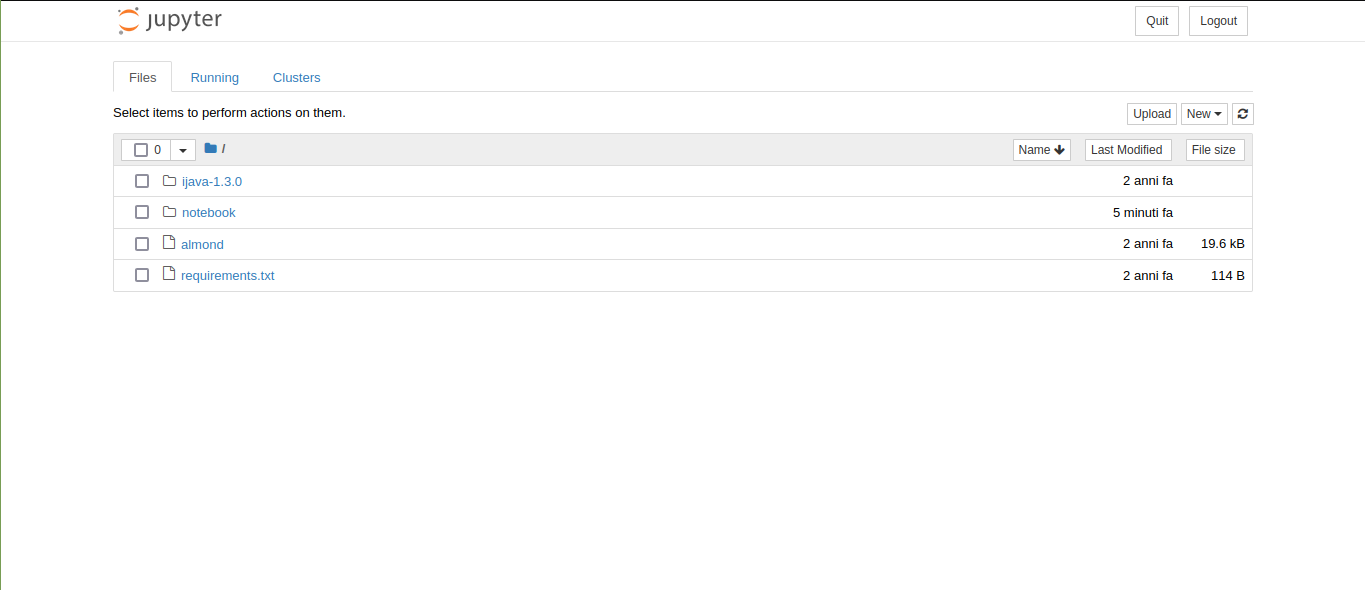 jupyter Quit Logout
Files Running Clusters
Select items to perform actions on them. Upload New
0 / Name Last Modified File size
ijava-1.3.0 2 anni fa
notebook 5 minuti fa
almond 2 anni fa 19.6 kB
requirements.txt 2 anni fa 114 B